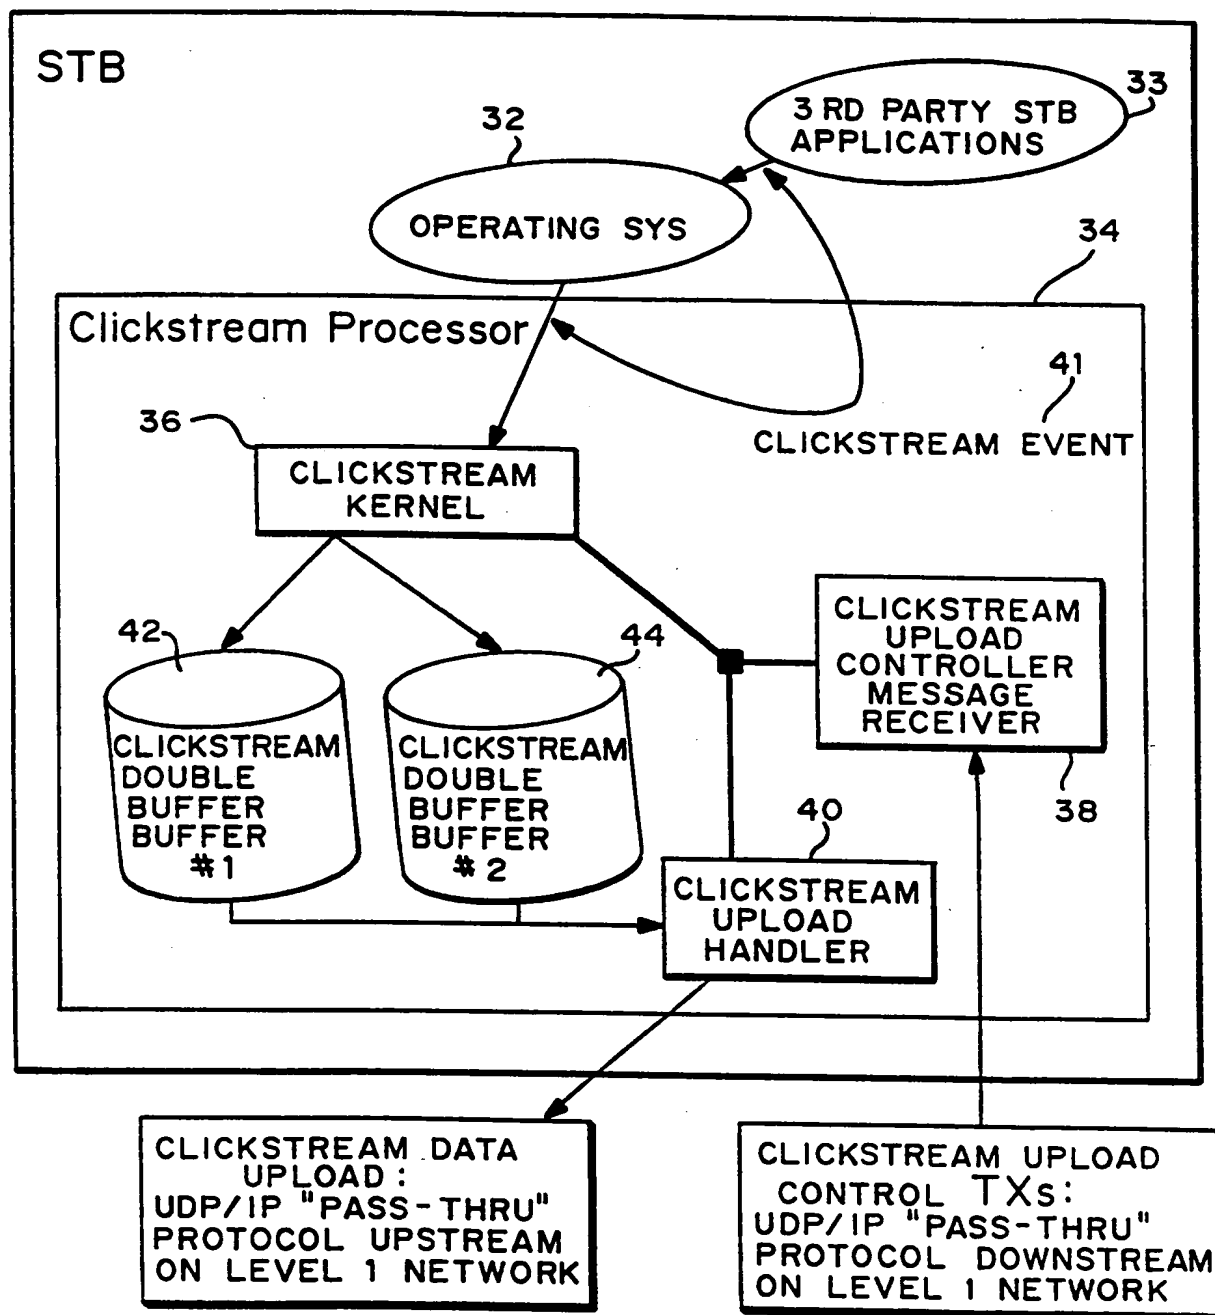 STB
33
3RD PARTY STB
APPLICATIONS
32
OPERATING SYS
34
Clickstream Processor
41
CLICKSTREAM EVENT
36
CLICKSTREAM
KERNEL
42
CLICKSTREAM
DOUBLE
BUFFER
BUFFER
#1
44
CLICKSTREAM
DOUBLE
BUFFER
BUFFER
#2
CLICKSTREAM
UPLOAD
CONTROLLER
MESSAGE
RECEIVER
38
40
CLICKSTREAM
UPLOAD
HANDLER
CLICKSTREAM DATA
UPLOAD:
UDP/IP "PASS-THRU"
PROTOCOL UPSTREAM
ON LEVEL 1 NETWORK
CLICKSTREAM UPLOAD
CONTROL TXs:
UDP/IP "PASS-THRU"
PROTOCOL DOWNSTREAM
ON LEVEL 1 NETWORK